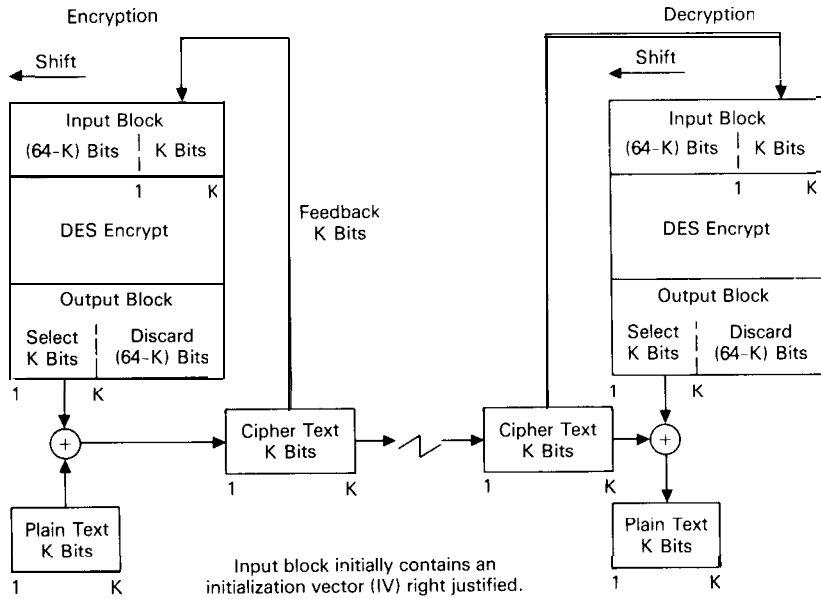 Encryption
Decryption
Shift
Shift
Input Block
(64-K) Bits
K Bits
1
K
DES Encrypt
Output Block
Select
K Bits
Discard
(64-K) Bits
1
K
Feedback
K Bits
Input Block
(64-K) Bits
K Bits
1
K
DES Encrypt
Output Block
Select
K Bits
Discard
(64-K) Bits
1
K
+
Cipher Text
K Bits
1
K
Cipher Text
K Bits
1
K
+
Plain Text
K Bits
1
K
Plain Text
K Bits
1
K
Input block initially contains an
initialization vector (IV) right justified.